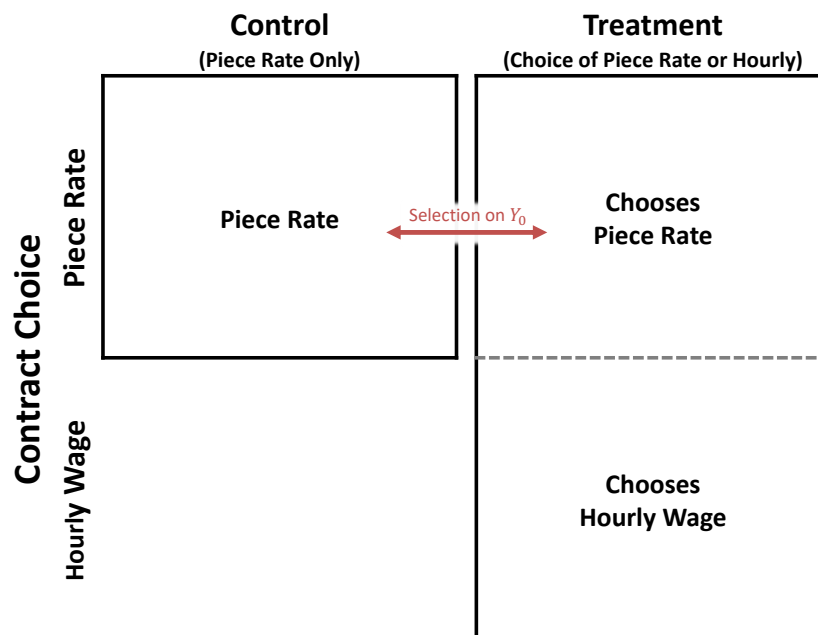 Control
(Piece Rate Only)
Treatment
(Choice of Piece Rate or Hourly)
Contract Choice
Piece Rate
Hourly Wage
Piece Rate
Selection on Y₀
Chooses
Piece Rate
Chooses
Hourly Wage